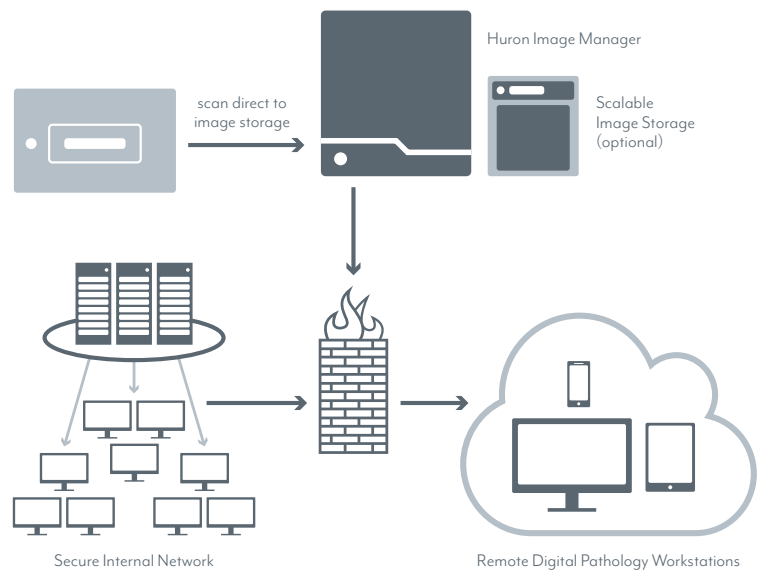 Huron Image Manager
scan direct to
image storage
Scalable
Image Storage
(optional)
Secure Internal Network
Remote Digital Pathology Workstations